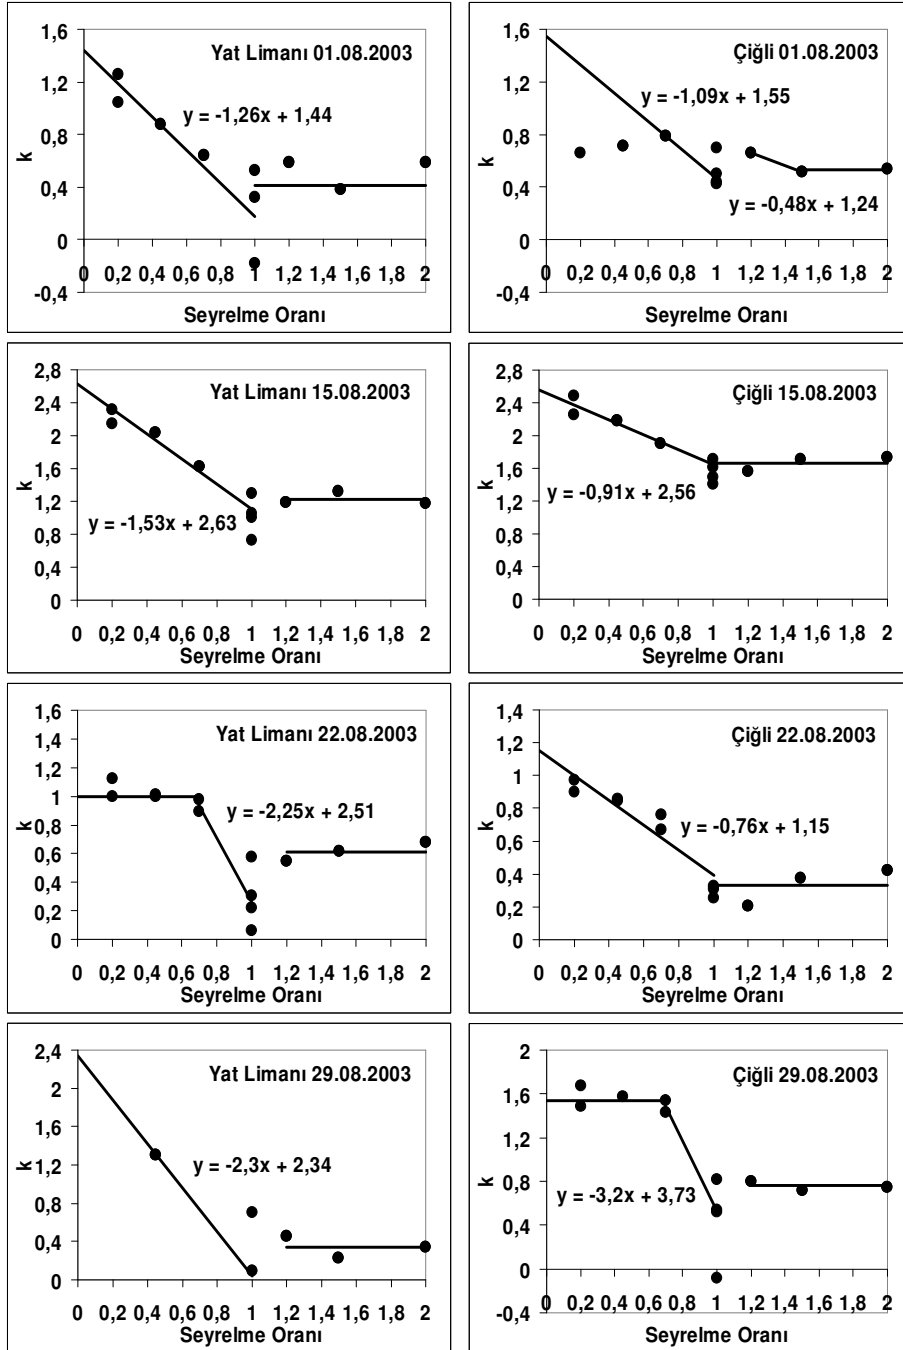 Yat Limanı 01.08.2003
1,6
1,2
0,8
0,4
0
-0,4
k
y = -1,26x + 1,44
0 0,2 0,4 0,6 0,8 1 1,2 1,4 1,6 1,8 2
Seyrelme Oranı
Çiğli 01.08.2003
1,6
1,2
0,8
0,4
0
-0,4
k
y = -1,09x + 1,55
y = -0,48x + 1,24
0 0,2 0,4 0,6 0,8 1 1,2 1,4 1,6 1,8 2
Seyrelme Oranı
Yat Limanı 15.08.2003
2,8
2,4
2
1,6
1,2
0,8
0,4
0
k
y = -1,53x + 2,63
0 0,2 0,4 0,6 0,8 1 1,2 1,4 1,6 1,8 2
Seyrelme Oranı
Çiğli 15.08.2003
2,8
2,4
2
1,6
1,2
0,8
0,4
0
k
y = -0,91x + 2,56
0 0,2 0,4 0,6 0,8 1 1,2 1,4 1,6 1,8 2
Seyrelme Oranı
Yat Limanı 22.08.2003
1,6
1,4
1,2
1
0,8
0,6
0,4
0,2
0
k
y = -2,25x + 2,51
0 0,2 0,4 0,6 0,8 1 1,2 1,4 1,6 1,8 2
Seyrelme Oranı
Çiğli 22.08.2003
1,4
1,2
1
0,8
0,6
0,4
0,2
0
k
y = -0,76x + 1,15
0 0,2 0,4 0,6 0,8 1 1,2 1,4 1,6 1,8 2
Seyrelme Oranı
Yat Limanı 29.08.2003
2,4
2
1,6
1,2
0,8
0,4
0
k
y = -2,3x + 2,34
0 0,2 0,4 0,6 0,8 1 1,2 1,4 1,6 1,8 2
Seyrelme Oranı
Çiğli 29.08.2003
2
1,6
1,2
0,8
0,4
0
-0,4
k
y = -3,2x + 3,73
0 0,2 0,4 0,6 0,8 1 1,2 1,4 1,6 1,8 2
Seyrelme Oranı